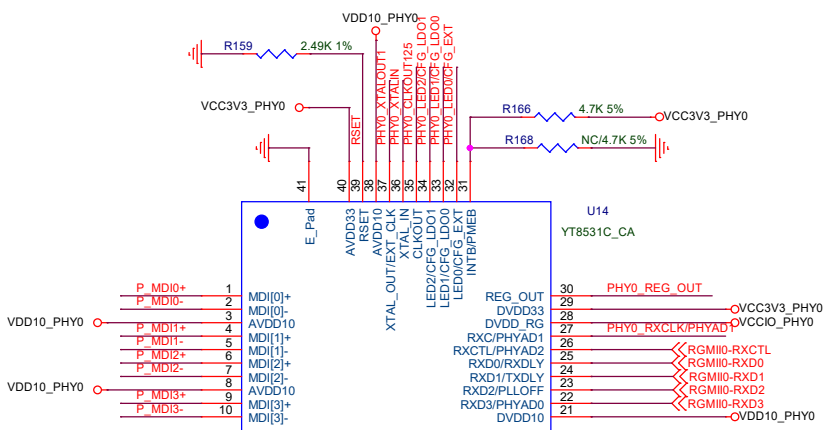 VDD10_PHY0
R159 2.49K 1%
VCC3V3_PHY0
RSET
PHY0_XTALOUT1
PHY0_XTALIN
PHY0_CLKOUT125
PHY0_LED2/CFG_LDO1
PHY0_LED1/CFG_LDO0
PHY0_LED0/CFG_EXT
R166 4.7K 5%
VCC3V3_PHY0
R168 NC/4.7K 5%
41 40 39 38 37 36 35 34 33 32 31
E_Pad
AVDD33
RSET
AVDD10
XTAL_OUT/EXT_CLK
XTAL_IN
CLKOUT
LED2/CFG_LDO1
LED1/CFG_LDO0
LED0/CFG_EXT
INTB/PMEB
U14
YT8531C_CA
P_MDI0+ 1 MDI[0]+
P_MDI0- 2 MDI[0]-
VDD10_PHY0 3 AVDD10
P_MDI1+ 4 MDI[1]+
P_MDI1- 5 MDI[1]-
P_MDI2+ 6 MDI[2]+
P_MDI2- 7 MDI[2]-
VDD10_PHY0 8 AVDD10
P_MDI3+ 9 MDI[3]+
P_MDI3- 10 MDI[3]-
REG_OUT 30 PHY0_REG_OUT
DVDD33 29 VCC3V3_PHY0
DVDD_RG 28 VCCIO_PHY0
RXC/PHYAD1 27 PHY0_RXCLK/PHYAD1
RXCTL/PHYAD2 26 RGMII0-RXCTL
RXD0/RXDLY 25 RGMII0-RXD0
RXD1/TXDLY 24 RGMII0-RXD1
RXD2/PLLOFF 23 RGMII0-RXD2
RXD3/PHYAD0 22 RGMII0-RXD3
DVDD10 21 VDD10_PHY0